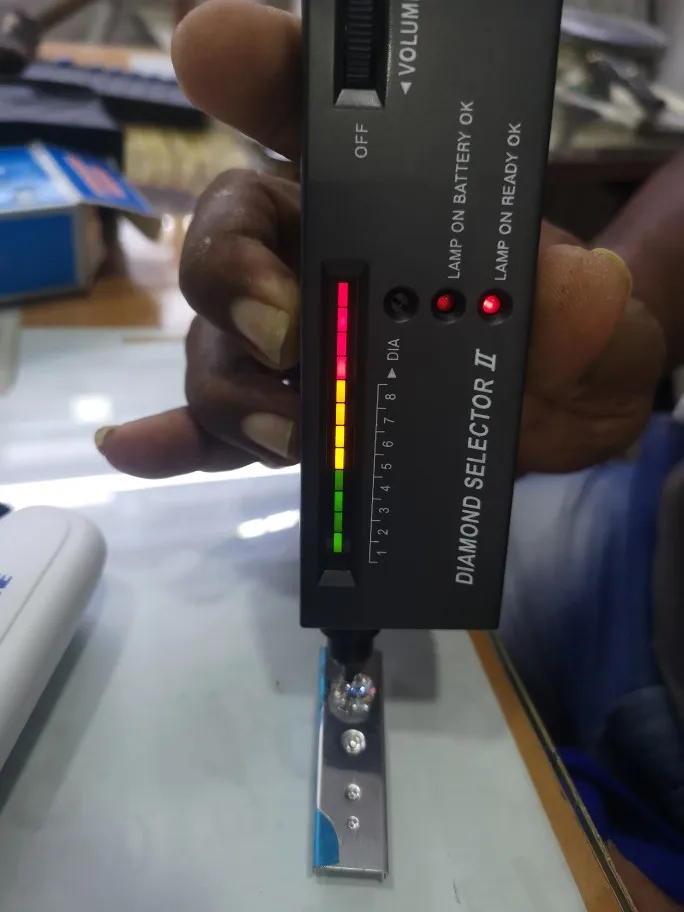 ◄ VOLUM
OFF
LAMP ON BATTERY OK
LAMP ON READY OK
1 2 3 4 5 6 7 8 ► DIA
DIAMOND SELECTOR II